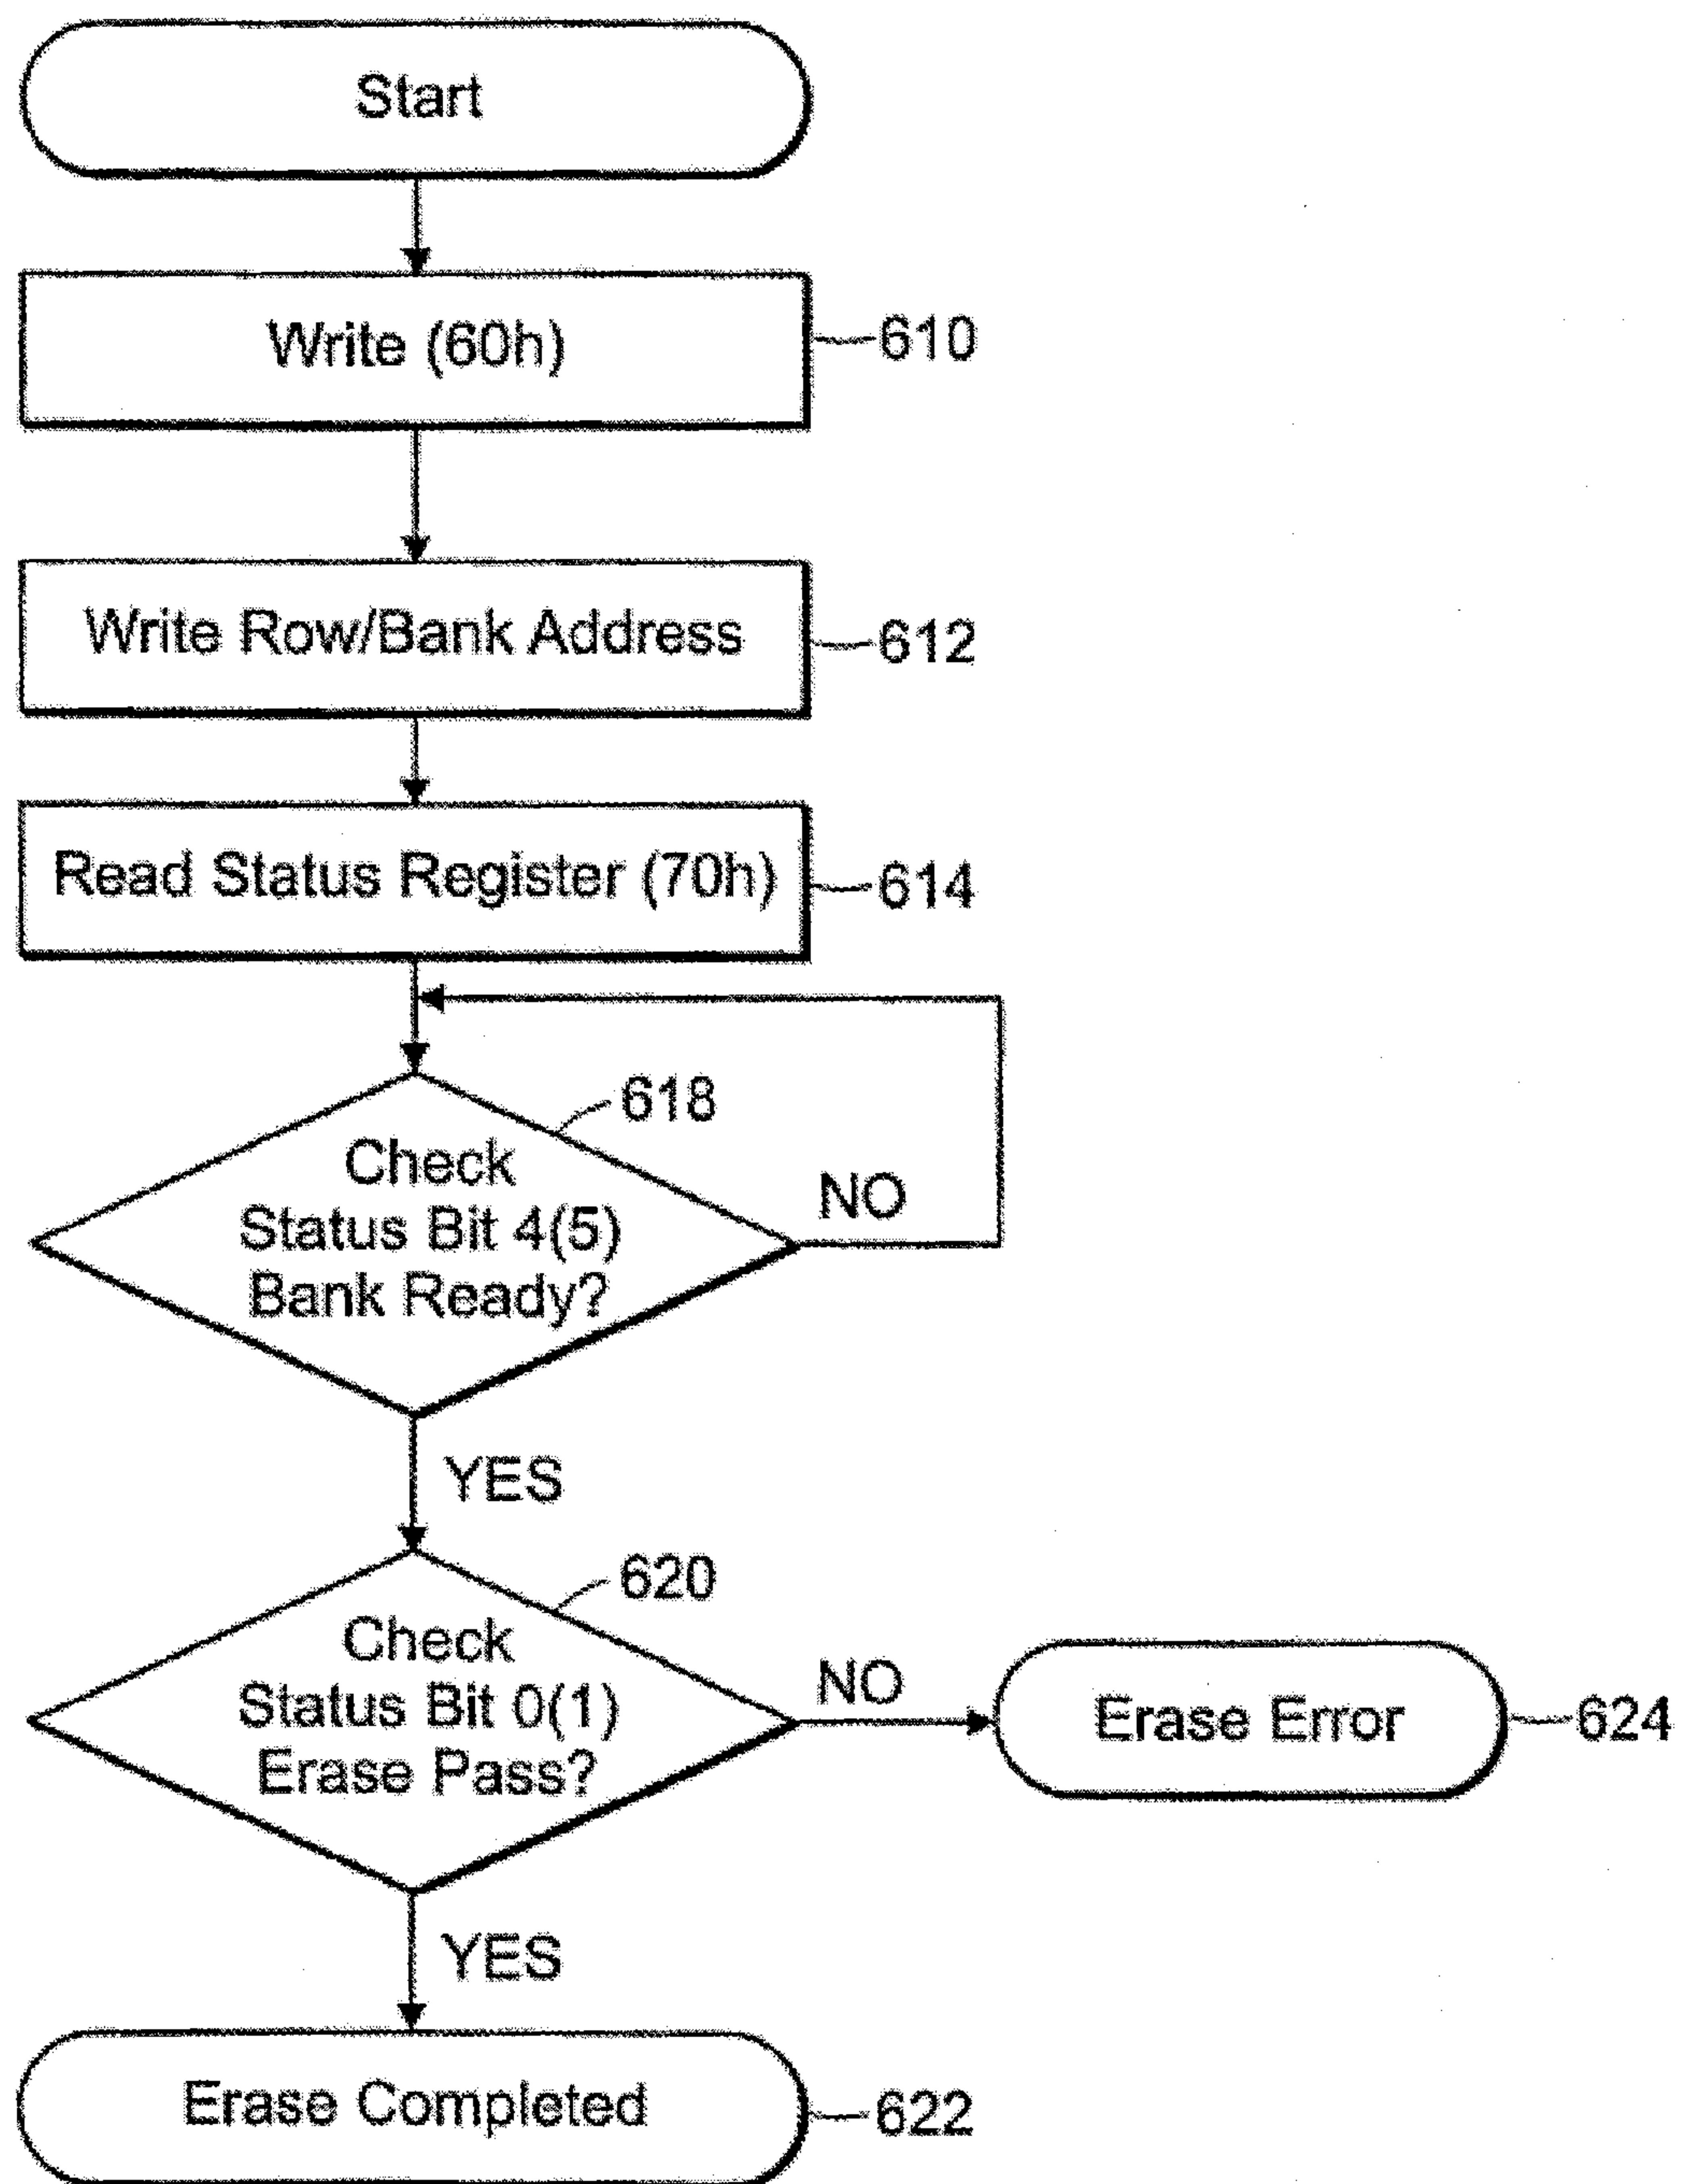 Start
Write (60h)
610
Write Row/Bank Address
612
Read Status Register (70h)
614
618
Check
Status Bit 4(5)
Bank Ready?
NO
YES
620
Check
Status Bit 0(1)
Erase Pass?
NO
Erase Error
624
YES
Erase Completed
622